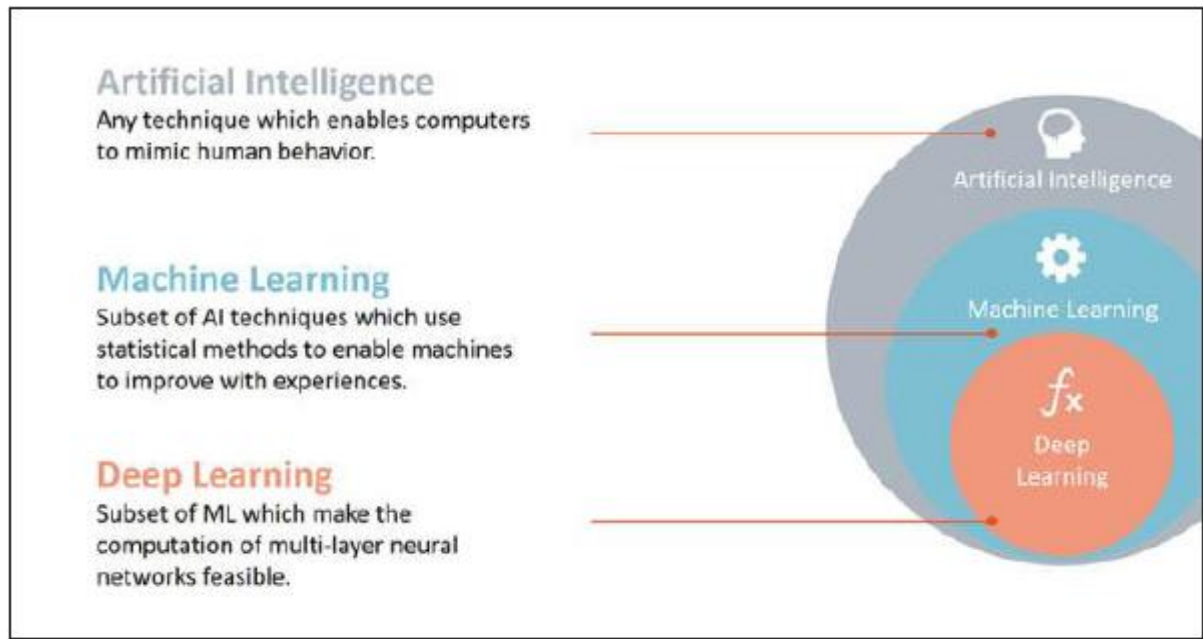 Artificial Intelligence
Any technique which enables computers
to mimic human behavior.
Machine Learning
Subset of AI techniques which use
statistical methods to enable machines
to improve with experiences.
Deep Learning
Subset of ML which make the
computation of multi-layer neural
networks feasible.
Artificial Intelligence
Machine Learning
fx
Deep
Learning